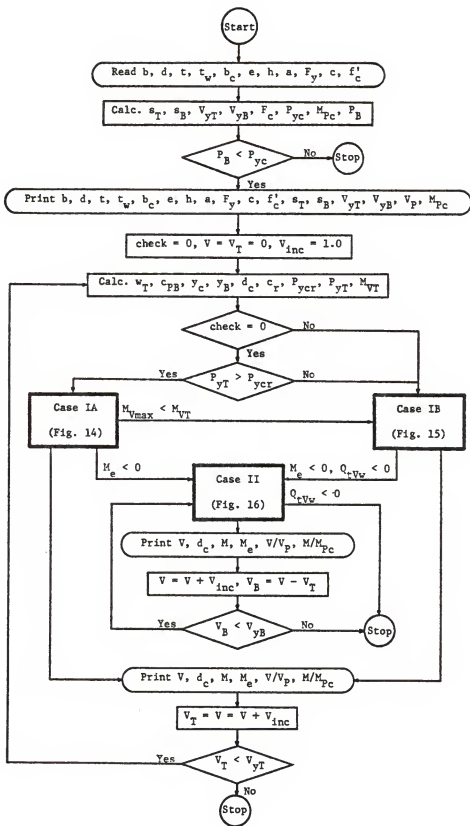 Start
Read b, d, t, t_w, b_c, e, h, a, F_y, c, f'_c
Calc. s_T, s_B, V_yT, V_yB, F_c, P_yc, M_Pc, P_B
P_B < P_yc
No
Stop
Yes
Print b, d, t, t_w, b_c, e, h, a, F_y, c, f'_c, s_T, s_B, V_yT, V_yB, V_P, M_Pc
check = 0, V = V_T = 0, V_inc = 1.0
Calc. w_T, c_PB, y_c, y_B, d_c, c_r, P_ycr, P_yT, M_VT
check = 0
No
Yes
Yes
P_yT > P_ycr
No
Case IA
(Fig. 14)
M_Vmax < M_VT
Case IB
(Fig. 15)
M_e < 0
M_e < 0, Q_tVw < 0
Case II
(Fig. 16)
Q_tVw < 0
Print V, d_c, M, M_e, V/V_P, M/M_Pc
V = V + V_inc, V_B = V - V_T
Yes
V_B < V_yB
No
Stop
Print V, d_c, M, M_e, V/V_P, M/M_Pc
V_T = V = V + V_inc
Yes
V_T < V_yT
No
Stop